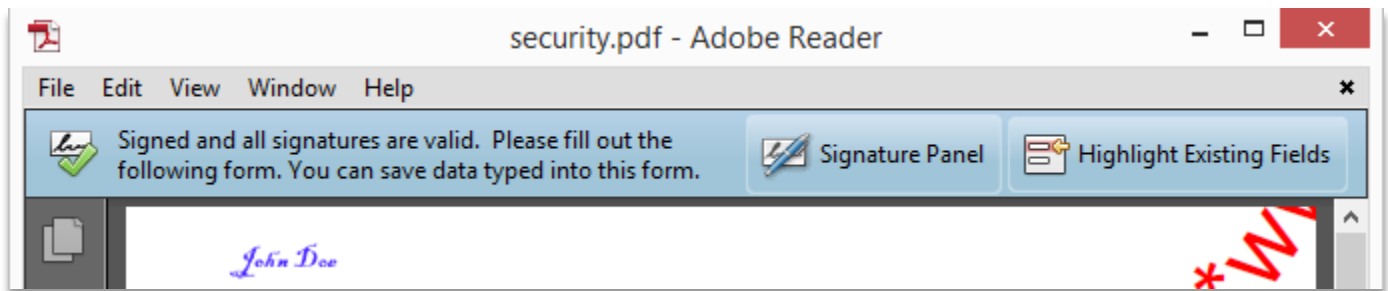 security.pdf - Adobe Reader
File Edit View Window Help
Signed and all signatures are valid. Please fill out the
following form. You can save data typed into this form.
Signature Panel
Highlight Existing Fields
John Doe